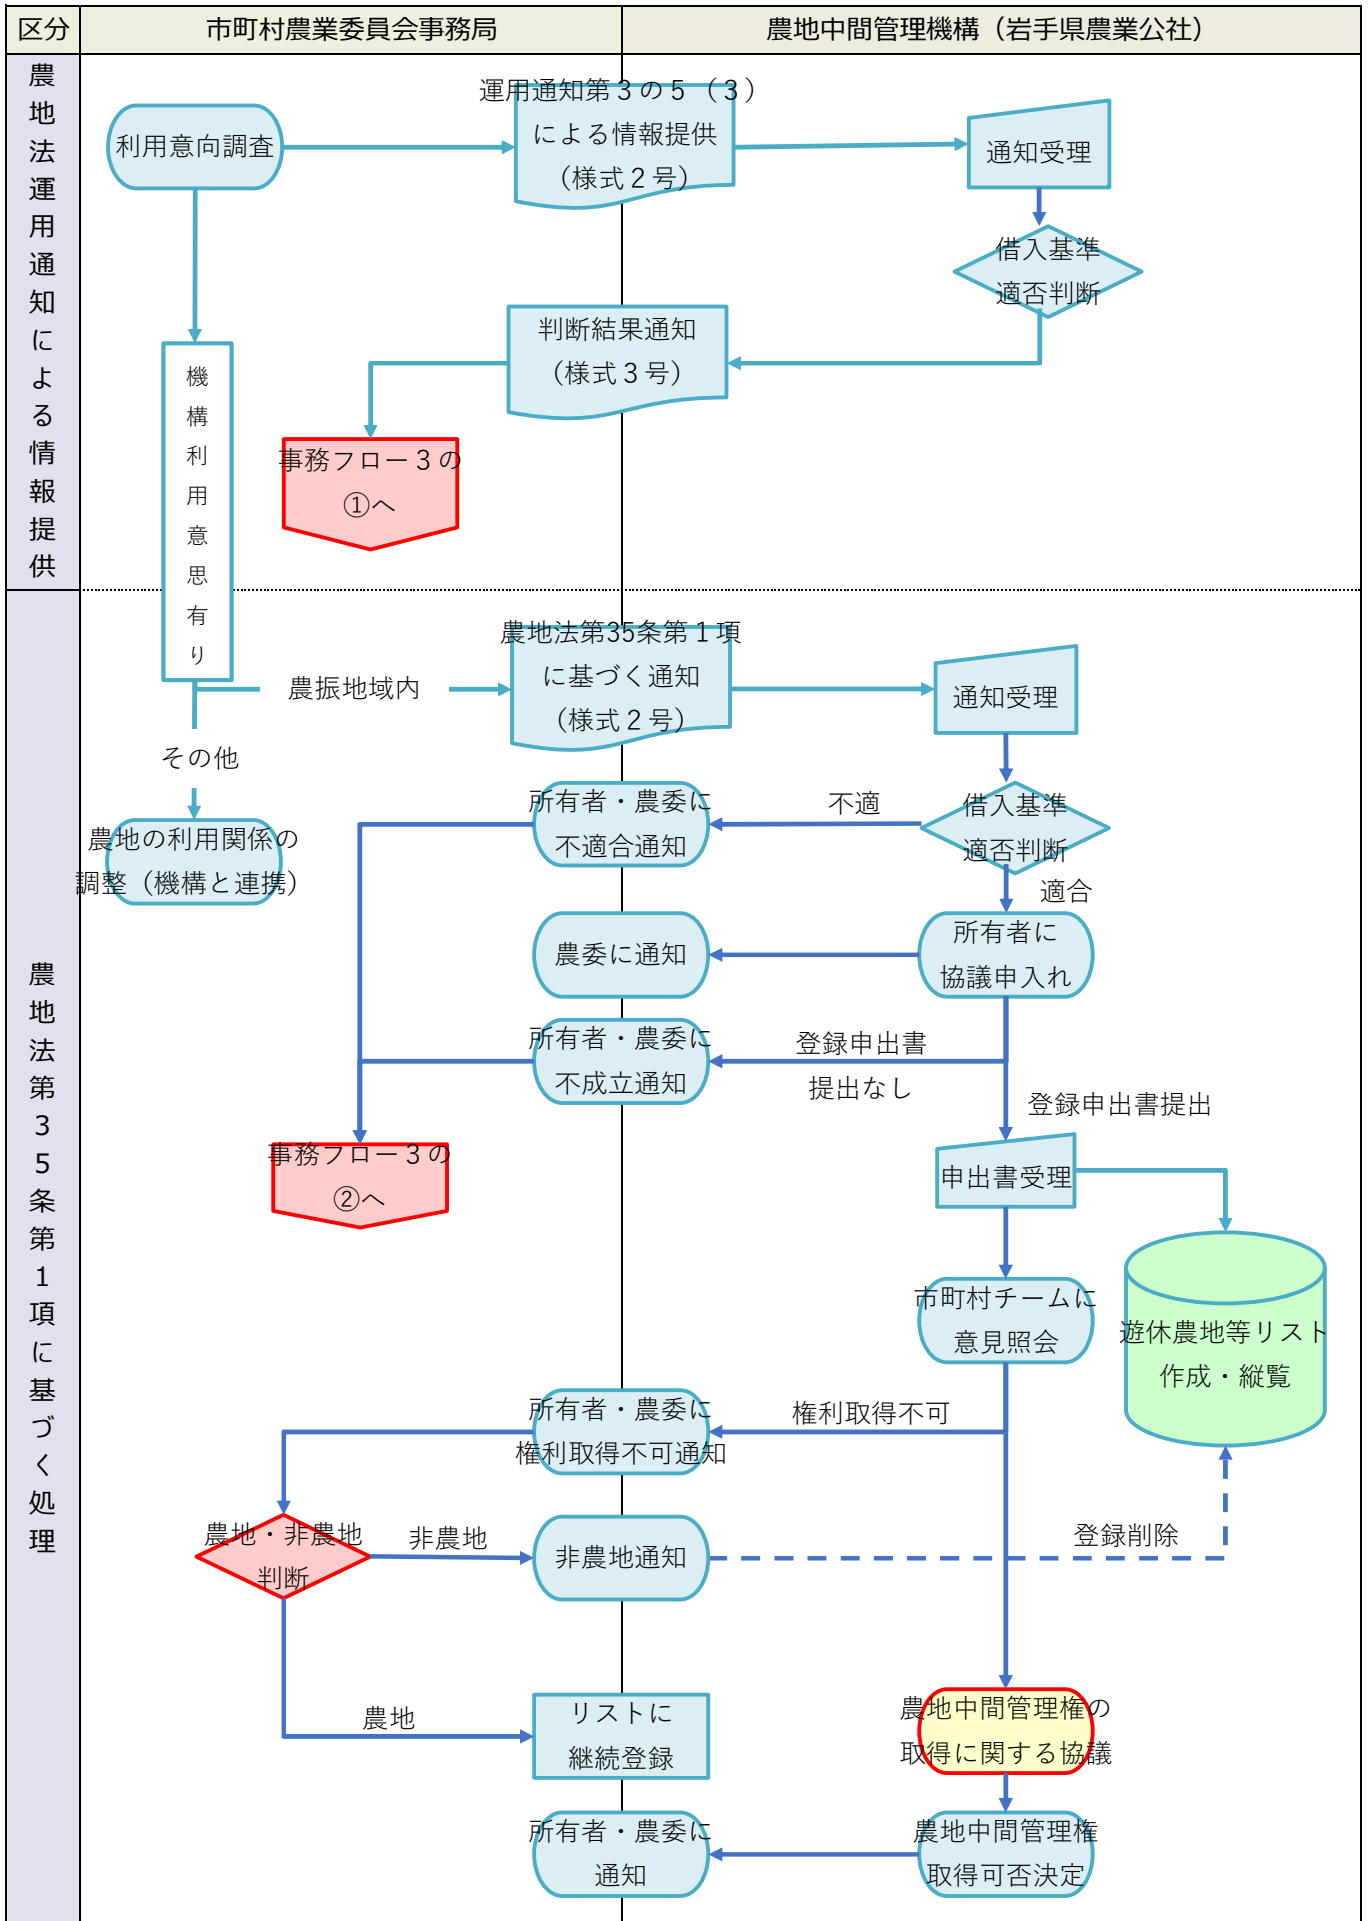 区分
市町村農業委員会事務局
農地中間管理機構（岩手県農業公社）
農地法運用通知による情報提供
利用意向調査
運用通知第３の５（３）
による情報提供
（様式２号）
通知受理
借入基準
適否判断
判断結果通知
（様式３号）
事務フロー３の
①へ
機構利用意思有り
農地法第35条第１項に基づく処理
農振地域内
農地法第35条第１項
に基づく通知
（様式２号）
通知受理
その他
農地の利用関係の
調整（機構と連携）
所有者・農委に
不適合通知
不適
借入基準
適否判断
適合
農委に通知
所有者に
協議申入れ
所有者・農委に
不成立通知
登録申出書
提出なし
登録申出書提出
事務フロー３の
②へ
申出書受理
市町村チームに
意見照会
遊休農地等リスト
作成・縦覧
所有者・農委に
権利取得不可通知
権利取得不可
農地・非農地
判断
非農地
非農地通知
登録削除
農地
リストに
継続登録
農地中間管理権の
取得に関する協議
所有者・農委に
通知
農地中間管理権
取得可否決定